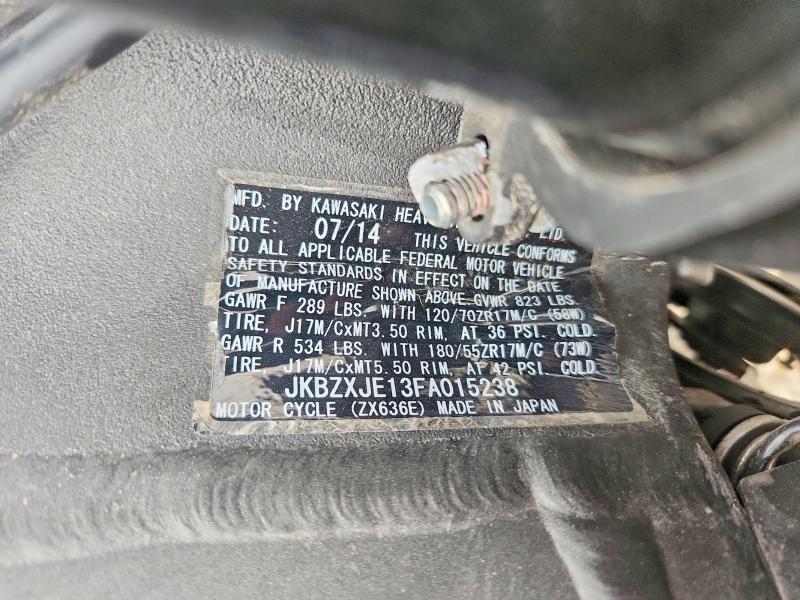 MFD. BY KAWASAKI HEAV LTD.
DATE: 07/14 THIS VEHICLE CONFORMS
TO ALL APPLICABLE FEDERAL MOTOR VEHICLE
SAFETY STANDARDS IN EFFECT ON THE DATE
OF MANUFACTURE SHOWN ABOVE GVWR 823 LBS.
GAWR F 289 LBS. WITH 120/70ZR17M/C (58W)
TIRE, J17M/CxMT3.50 RIM, AT 36 PSI. COLD.
GAWR R 534 LBS. WITH 180/55ZR17M/C (73W)
TIRE, J17M/CxMT5.50 RIM, AT 42 PSI. COLD.
JKBZXJE13FA015238
MOTOR CYCLE (ZX636E) MADE IN JAPAN